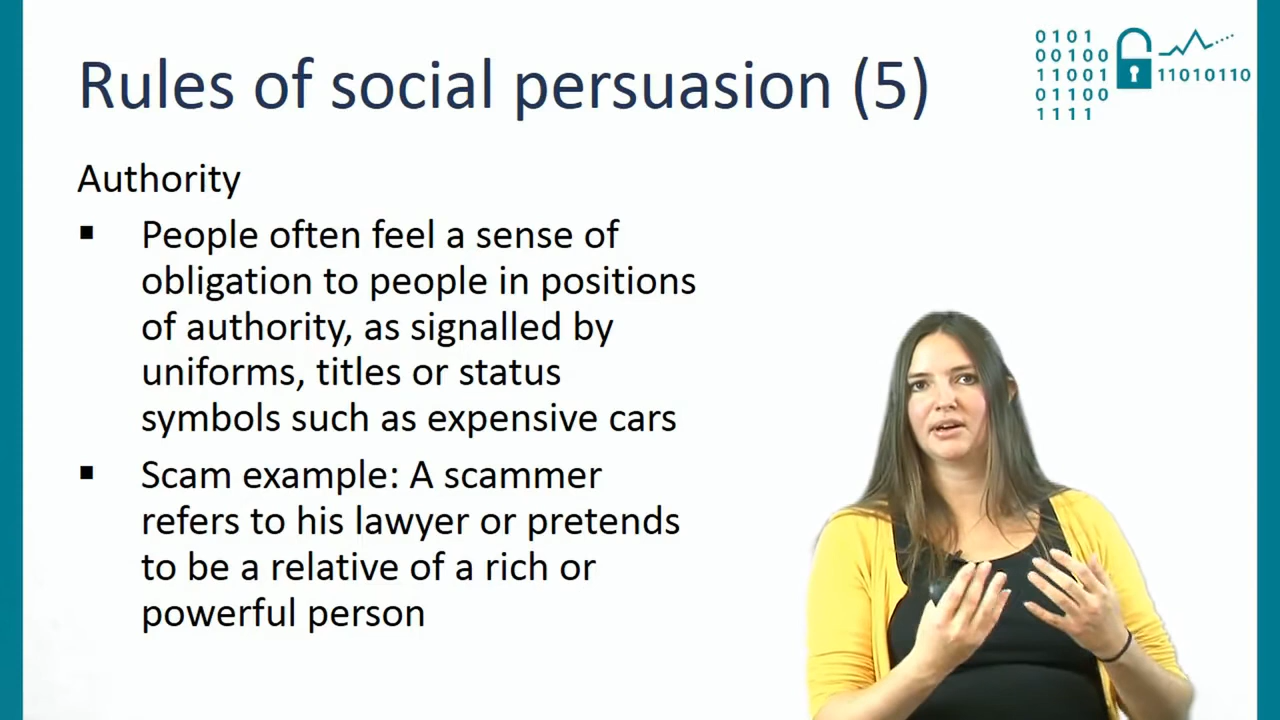 Rules of social persuasion (5)
0101
00100
11001
01100
1111
11010110
Authority
▪ People often feel a sense of
obligation to people in positions
of authority, as signalled by
uniforms, titles or status
symbols such as expensive cars
▪ Scam example: A scammer
refers to his lawyer or pretends
to be a relative of a rich or
powerful person